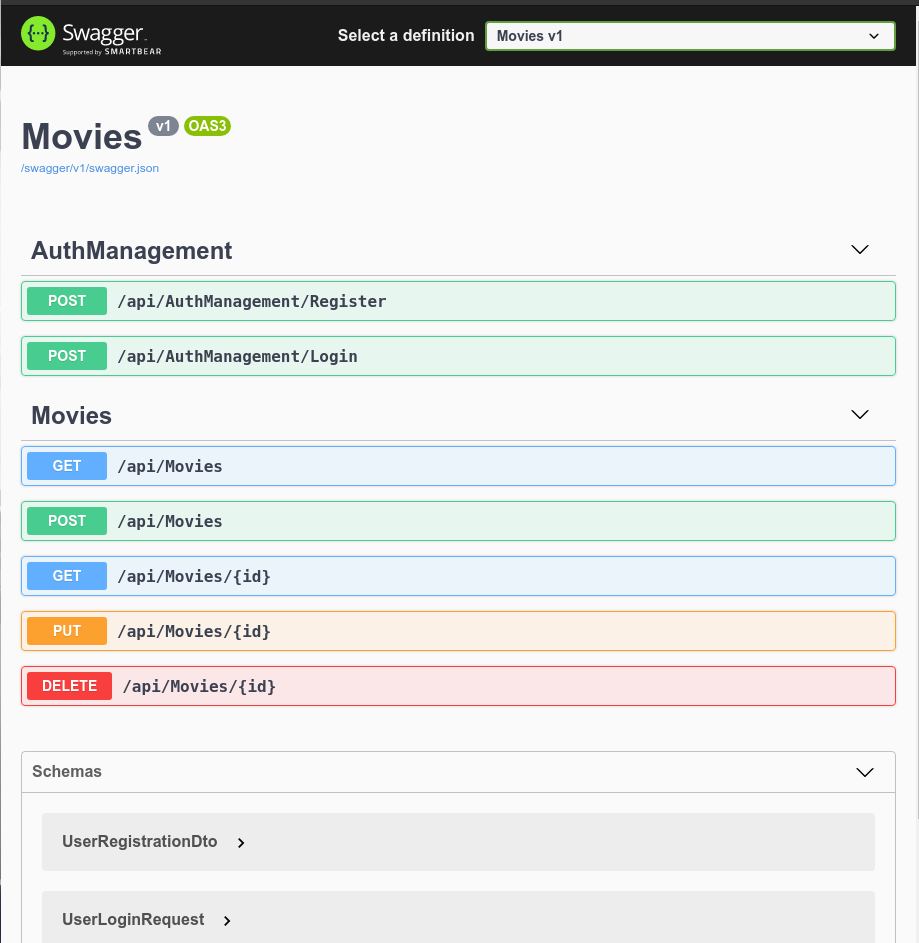 {···} Swagger
Supported by SMARTBEAR
Select a definition Movies v1
Movies v1 OAS3
/swagger/v1/swagger.json
AuthManagement
POST /api/AuthManagement/Register
POST /api/AuthManagement/Login
Movies
GET /api/Movies
POST /api/Movies
GET /api/Movies/{id}
PUT /api/Movies/{id}
DELETE /api/Movies/{id}
Schemas
UserRegistrationDto
UserLoginRequest